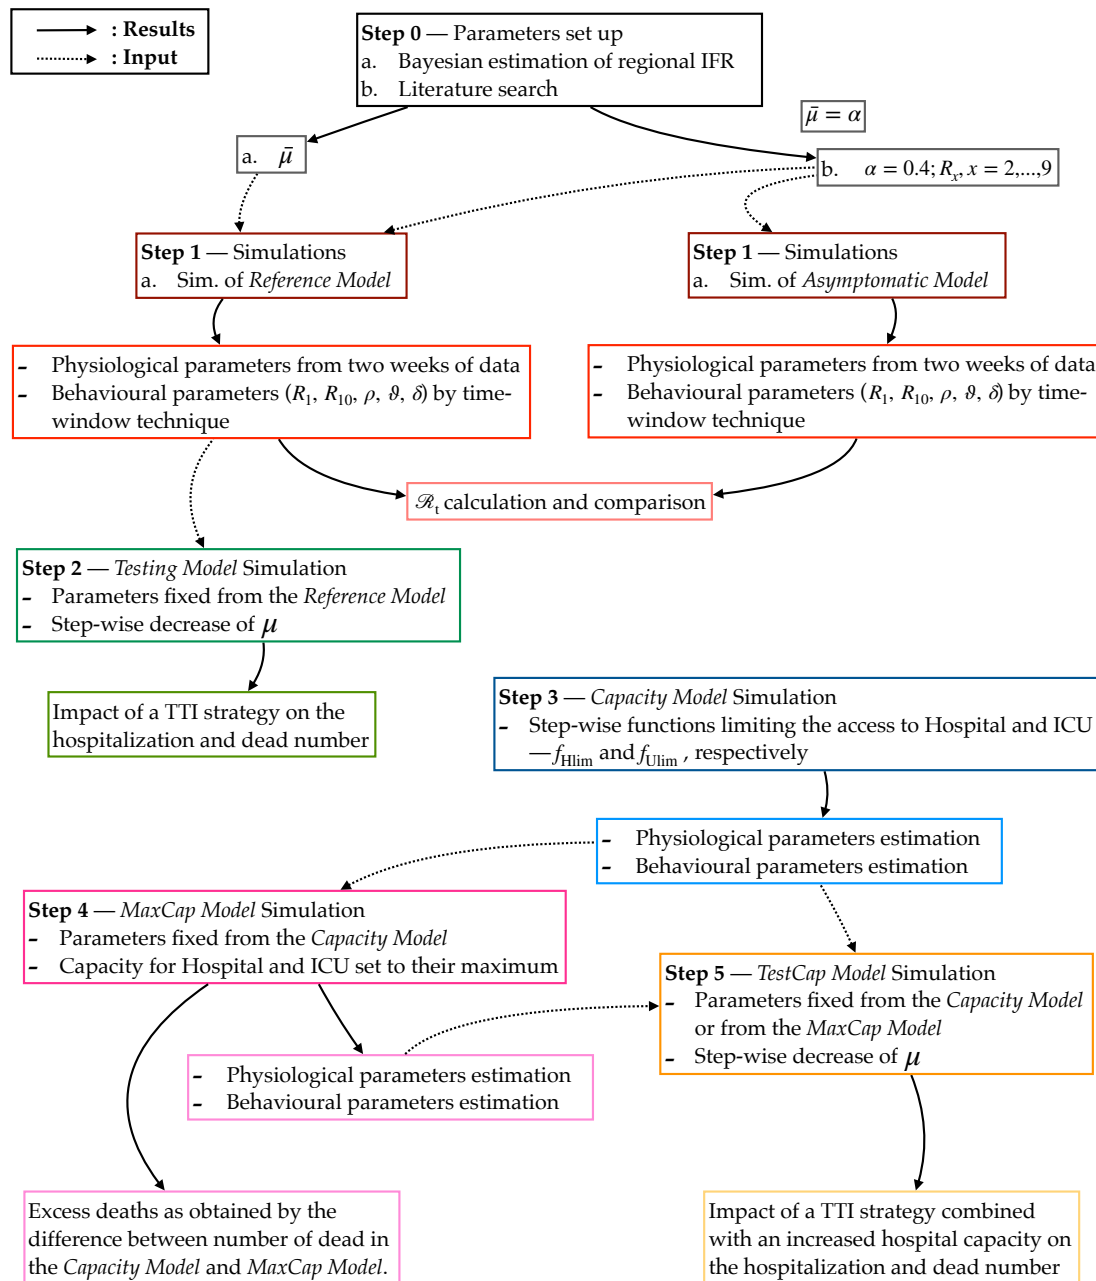 : Results
: Input
Step 0 — Parameters set up
a. Bayesian estimation of regional IFR
b. Literature search
μ̄ = α
a. μ̄
b. α = 0.4; Rₓ, x = 2,...,9
Step 1 — Simulations
a. Sim. of Reference Model
Step 1 — Simulations
a. Sim. of Asymptomatic Model
- Physiological parameters from two weeks of data
- Behavioural parameters (R₁, R₁₀, ρ, ϑ, δ) by time-
window technique
- Physiological parameters from two weeks of data
- Behavioural parameters (R₁, R₁₀, ρ, ϑ, δ) by time-
window technique
ℛₜ calculation and comparison
Step 2 — Testing Model Simulation
- Parameters fixed from the Reference Model
- Step-wise decrease of μ
Impact of a TTI strategy on the
hospitalization and dead number
Step 3 — Capacity Model Simulation
- Step-wise functions limiting the access to Hospital and ICU
— f_Hlim and f_Ulim , respectively
- Physiological parameters estimation
- Behavioural parameters estimation
Step 4 — MaxCap Model Simulation
- Parameters fixed from the Capacity Model
- Capacity for Hospital and ICU set to their maximum
Step 5 — TestCap Model Simulation
- Parameters fixed from the Capacity Model
or from the MaxCap Model
- Step-wise decrease of μ
- Physiological parameters estimation
- Behavioural parameters estimation
Excess deaths as obtained by the
difference between number of dead in
the Capacity Model and MaxCap Model.
Impact of a TTI strategy combined
with an increased hospital capacity on
the hospitalization and dead number